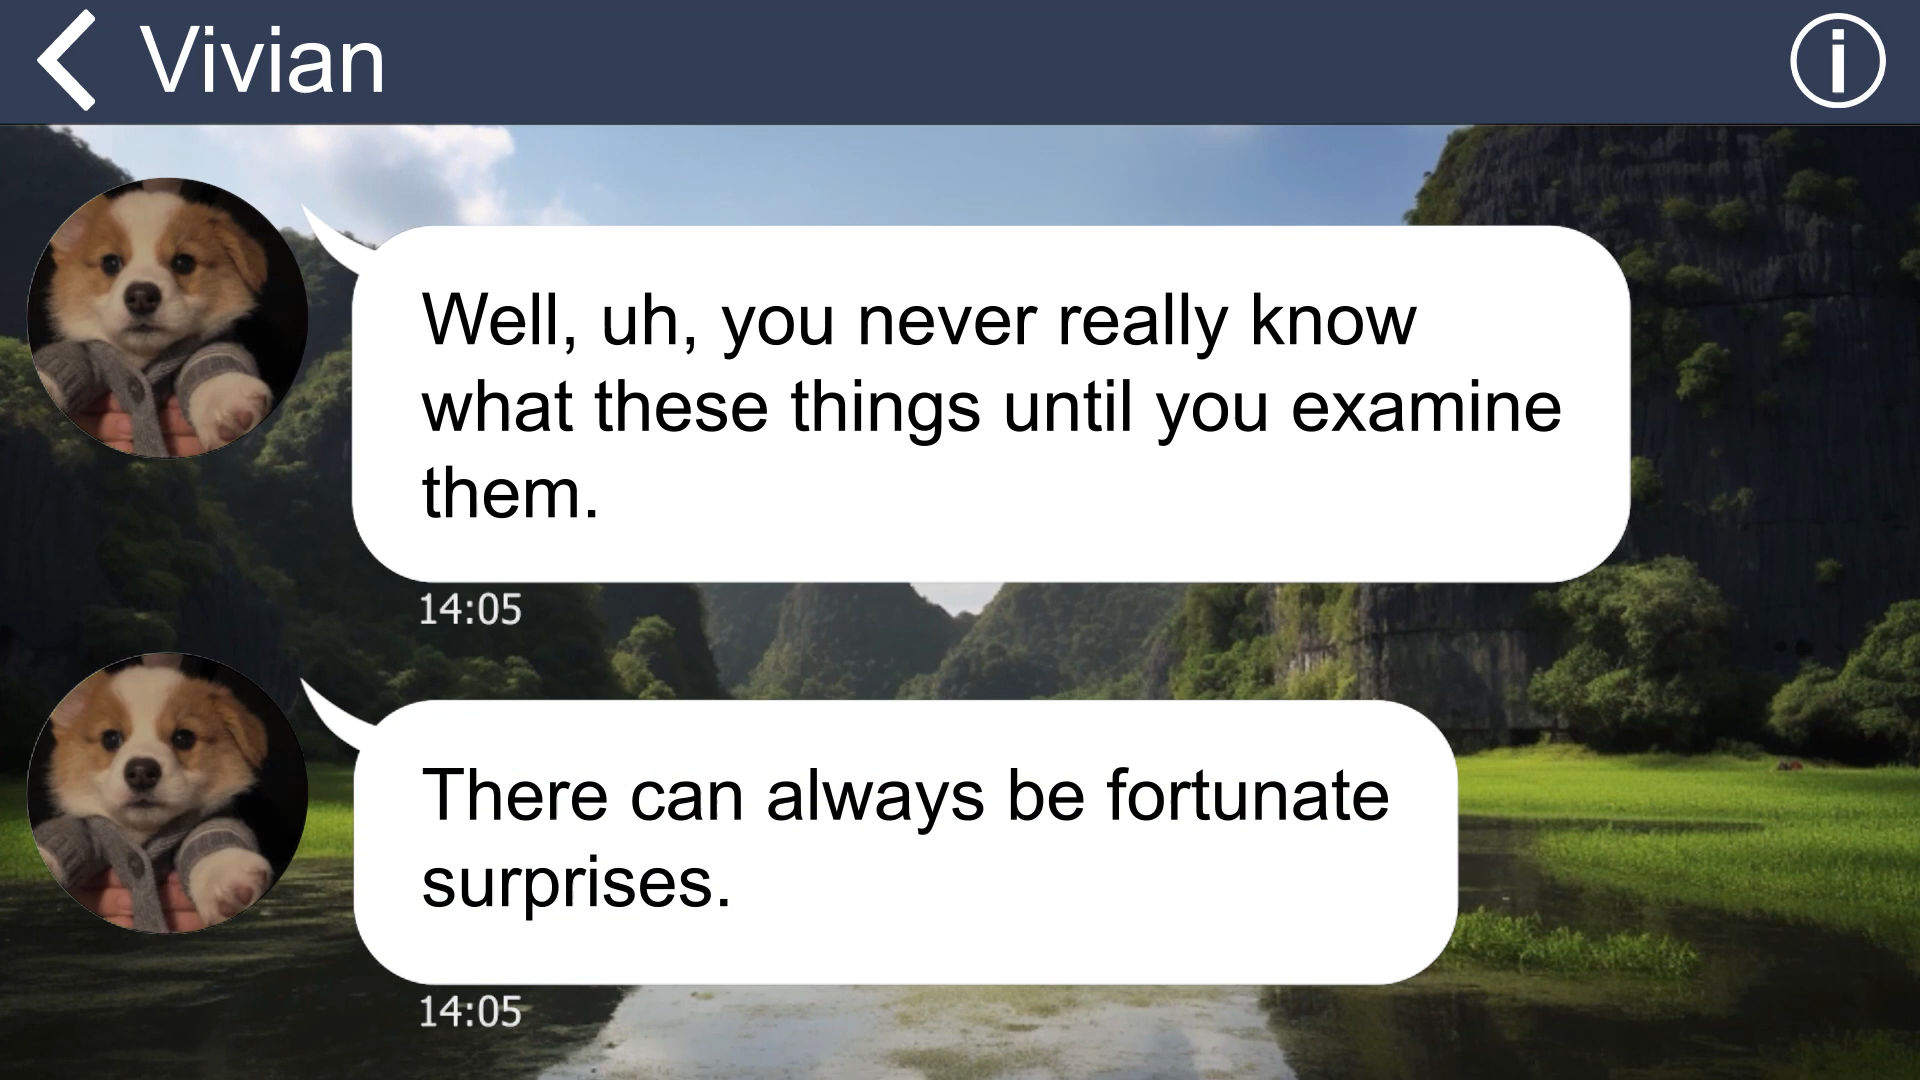 Vivian
Well, uh, you never really know
what these things until you examine
them.
14:05
There can always be fortunate
surprises.
14:05